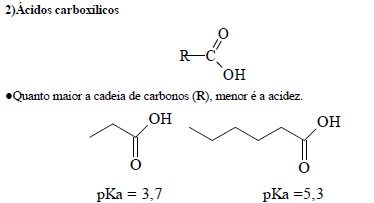 2)Ácidos carboxílicos
O
R—C
OH
●Quanto maior a cadeia de carbonos (R), menor é a acidez.
OH OH
O O
pKa = 3,7 pKa =5,3